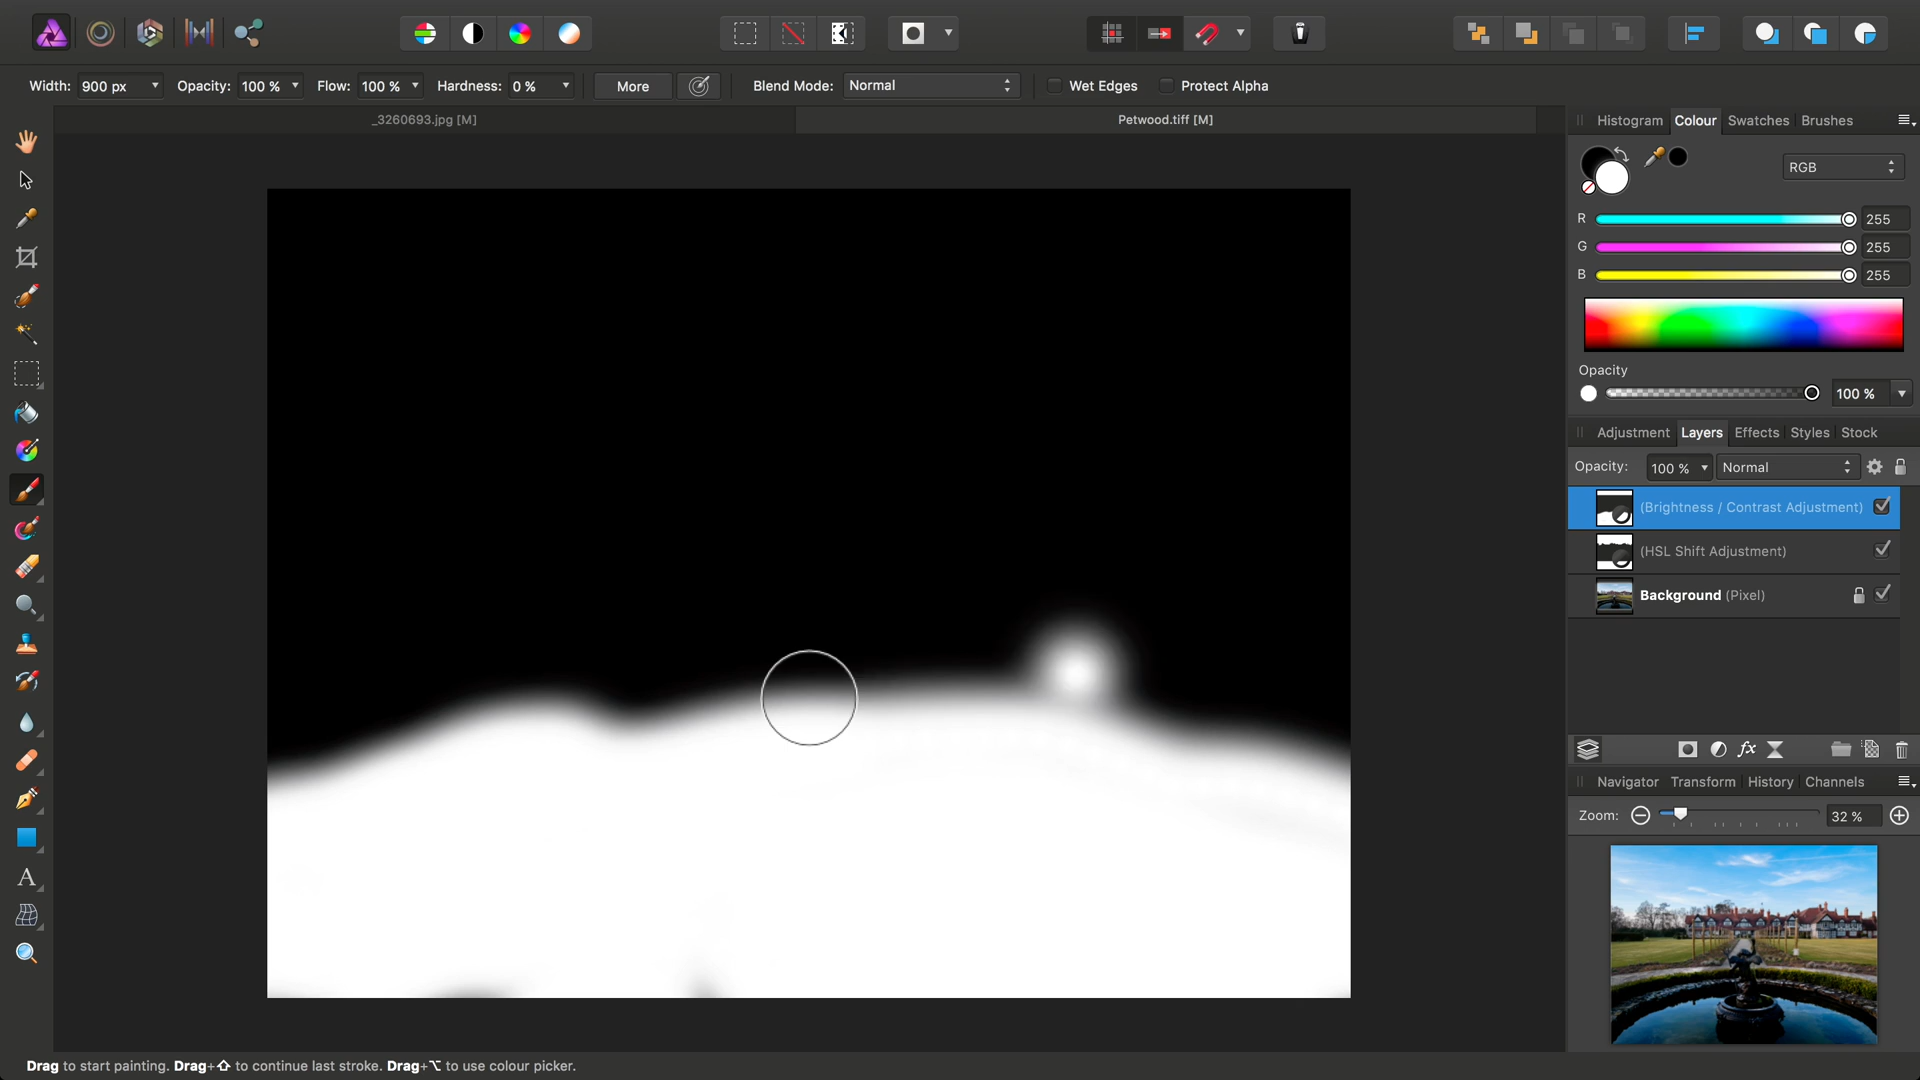 Width: 900 px Opacity: 100 % Flow: 100 % Hardness: 0 % More Blend Mode: Normal Wet Edges Protect Alpha
_3260693.jpg [M] Petwood.tiff [M]
Histogram Colour Swatches Brushes
RGB
R 255
G 255
B 255
Opacity
100 %
Adjustment Layers Effects Styles Stock
Opacity: 100 % Normal
(Brightness / Contrast Adjustment)
(HSL Shift Adjustment)
Background (Pixel)
fx
Navigator Transform History Channels
Zoom: 32 %
A
Drag to start painting. Drag+⇧ to continue last stroke. Drag+⌥ to use colour picker.